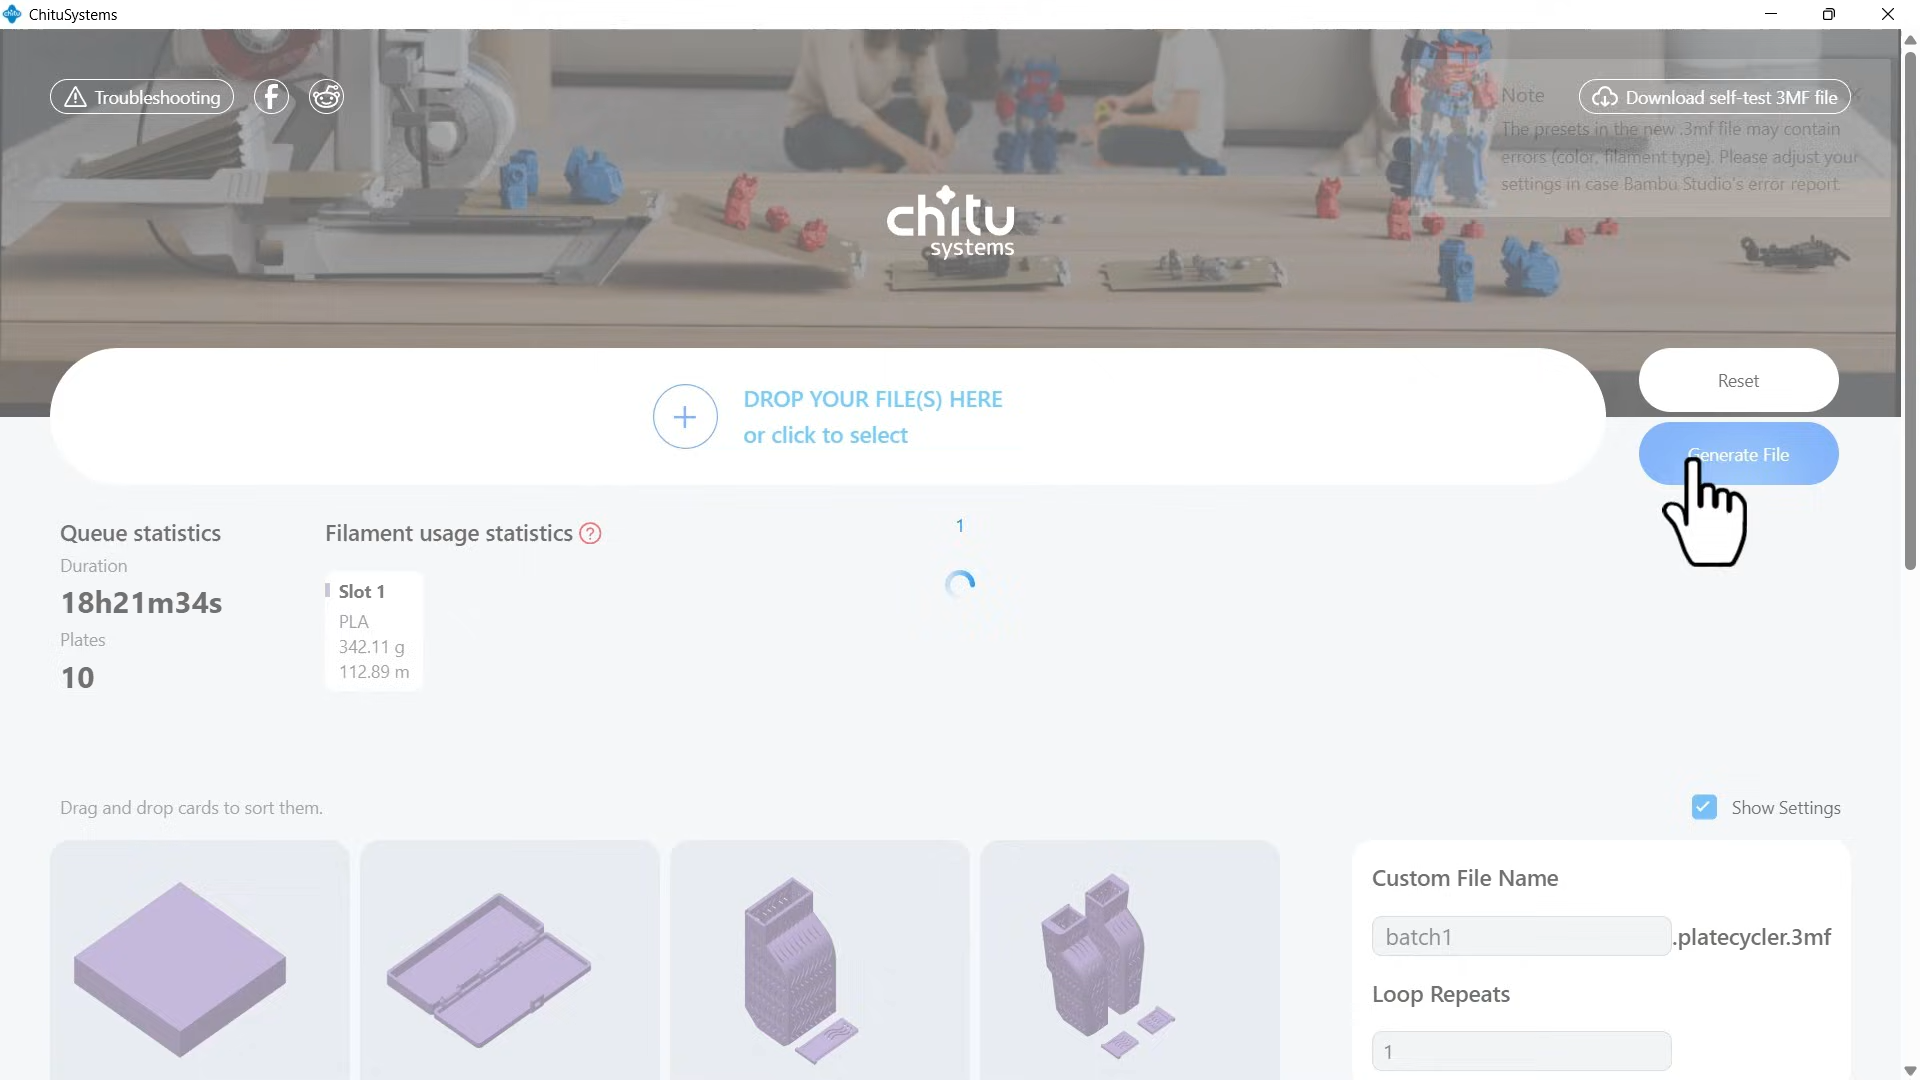 ChituSystems
Troubleshooting
Download self-test 3MF file
Note
The presets in the new .3mf file may contain
errors (color, filament type). Please adjust your
settings in case Bambu Studio's error report.
chitu
systems
DROP YOUR FILE(S) HERE
or click to select
Reset
Generate File
Queue statistics
Duration
18h21m34s
Plates
10
Filament usage statistics ?
Slot 1
PLA
342.11 g
112.89 m
1
Drag and drop cards to sort them.
Show Settings
Custom File Name
batch1 .platecycler.3mf
Loop Repeats
1